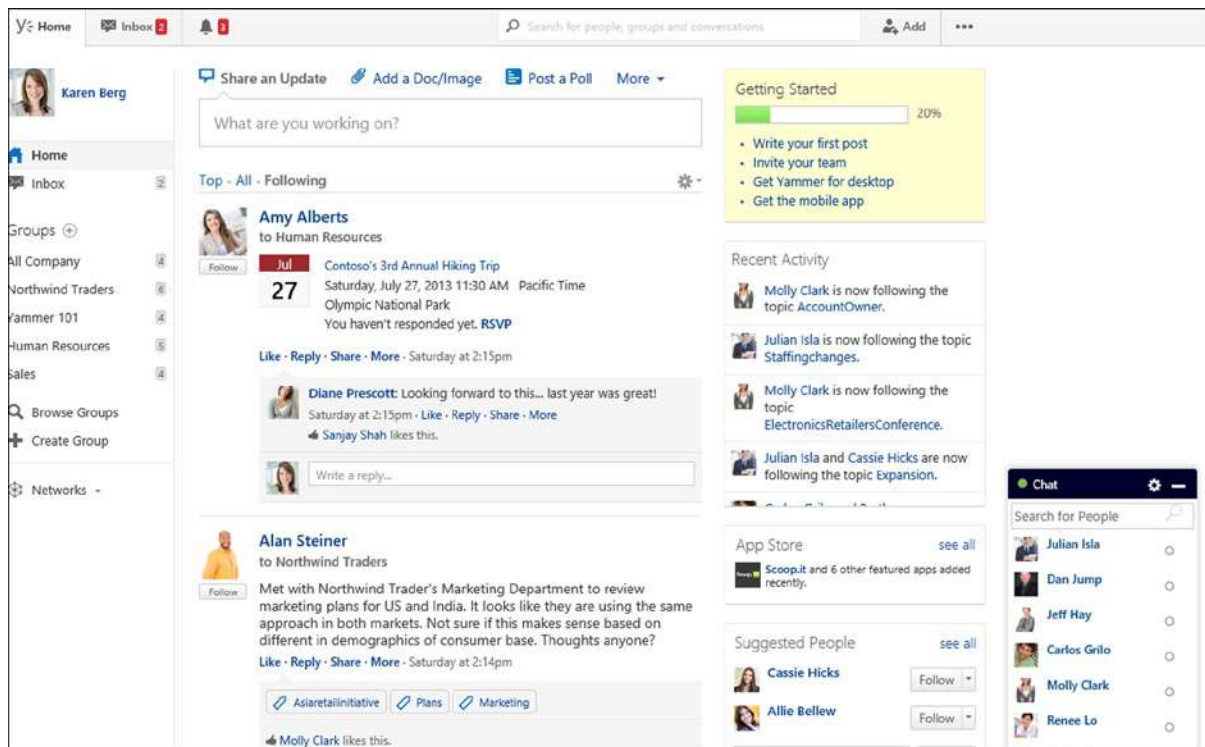 Home
Inbox 2
3
Search for people, groups and conversations
Add
Karen Berg
Home
Inbox 2
Groups
All Company 4
Northwind Traders 6
Yammer 101 4
Human Resources 5
Sales 4
Browse Groups
Create Group
Networks
Share an Update
Add a Doc/Image
Post a Poll
More
What are you working on?
Top - All - Following
Amy Alberts
to Human Resources
Follow
Jul
27
Contoso's 3rd Annual Hiking Trip
Saturday, July 27, 2013 11:30 AM Pacific Time
Olympic National Park
You haven't responded yet. RSVP
Like · Reply · Share · More - Saturday at 2:15pm
Diane Prescott: Looking forward to this... last year was great!
Saturday at 2:15pm · Like · Reply · Share · More
Sanjay Shah likes this.
Write a reply...
Alan Steiner
to Northwind Traders
Follow
Met with Northwind Trader's Marketing Department to review
marketing plans for US and India. It looks like they are using the same
approach in both markets. Not sure if this makes sense based on
different in demographics of consumer base. Thoughts anyone?
Like · Reply · Share · More - Saturday at 2:14pm
Asiaretailinitiative
Plans
Marketing
Molly Clark likes this.
Getting Started
20%
• Write your first post
• Invite your team
• Get Yammer for desktop
• Get the mobile app
Recent Activity
Molly Clark is now following the
topic AccountOwner.
Julian Isla is now following the topic
Staffingchanges.
Molly Clark is now following the
topic
ElectronicsRetailersConference.
Julian Isla and Cassie Hicks are now
following the topic Expansion.
App Store see all
Scoop.it and 6 other featured apps added
recently.
Suggested People see all
Cassie Hicks Follow
Allie Bellew Follow
Chat
Search for People
Julian Isla
Dan Jump
Jeff Hay
Carlos Grilo
Molly Clark
Renee Lo